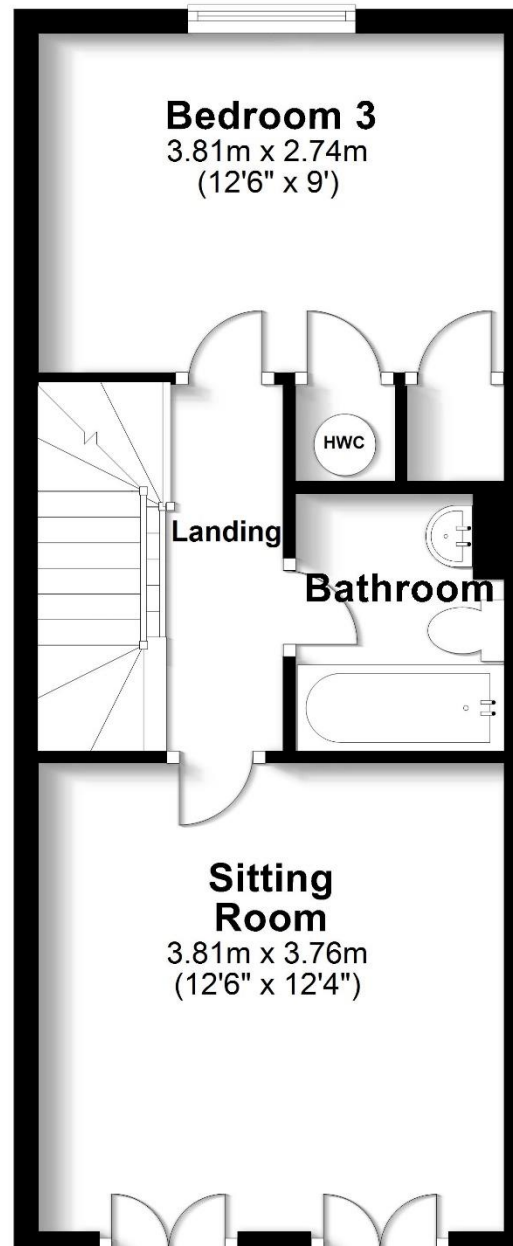 Bedroom 3
3.81m x 2.74m
(12'6" x 9')
HWC
Landing
Bathroom
Sitting
Room
3.81m x 3.76m
(12'6" x 12'4")